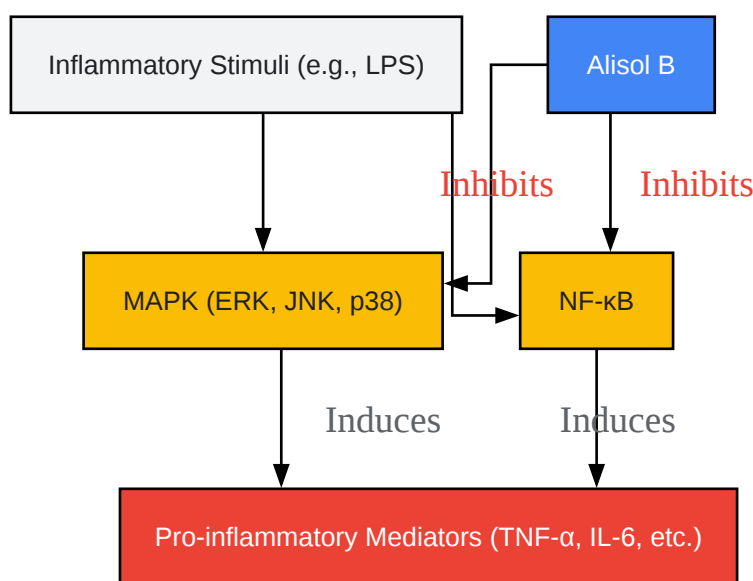 Inflammatory Stimuli (e.g., LPS)
Alisol B
Inhibits
Inhibits
MAPK (ERK, JNK, p38)
NF-κB
Induces
Induces
Pro-inflammatory Mediators (TNF-α, IL-6, etc.)